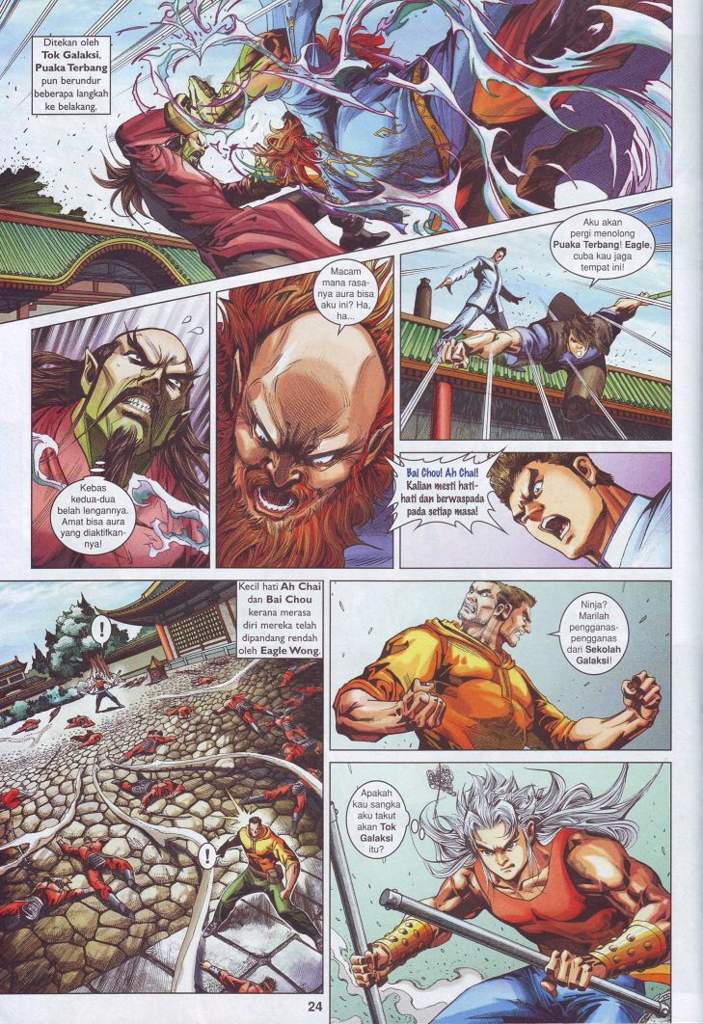 Ditekan oleh
Tok Galaksi,
Puaka Terbang
pun berundur
beberapa langkah
ke belakang.
Aku akan
pergi menolong
Puaka Terbang! Eagle,
cuba kau jaga
tempat ini!
Macam
mana rasa-
nya aura bisa
aku ini? Ha,
ha...
Kebas
kedua-dua
belah lengannya.
Amat bisa aura
yang diaktifkan-
nya!
Bai Chou! Ah Chai!
Kalian mesti hati-
hati dan berwaspada
pada setiap masa!
Kecil hati Ah Chai
dan Bai Chou
kerana merasa
diri mereka telah
dipandang rendah
oleh Eagle Wong.
!
!
Ninja?
Marilah
pengganas-
pengganas
dari Sekolah
Galaksi!
Apakah
kau sangka
aku takut
akan Tok
Galaksi
itu?
24